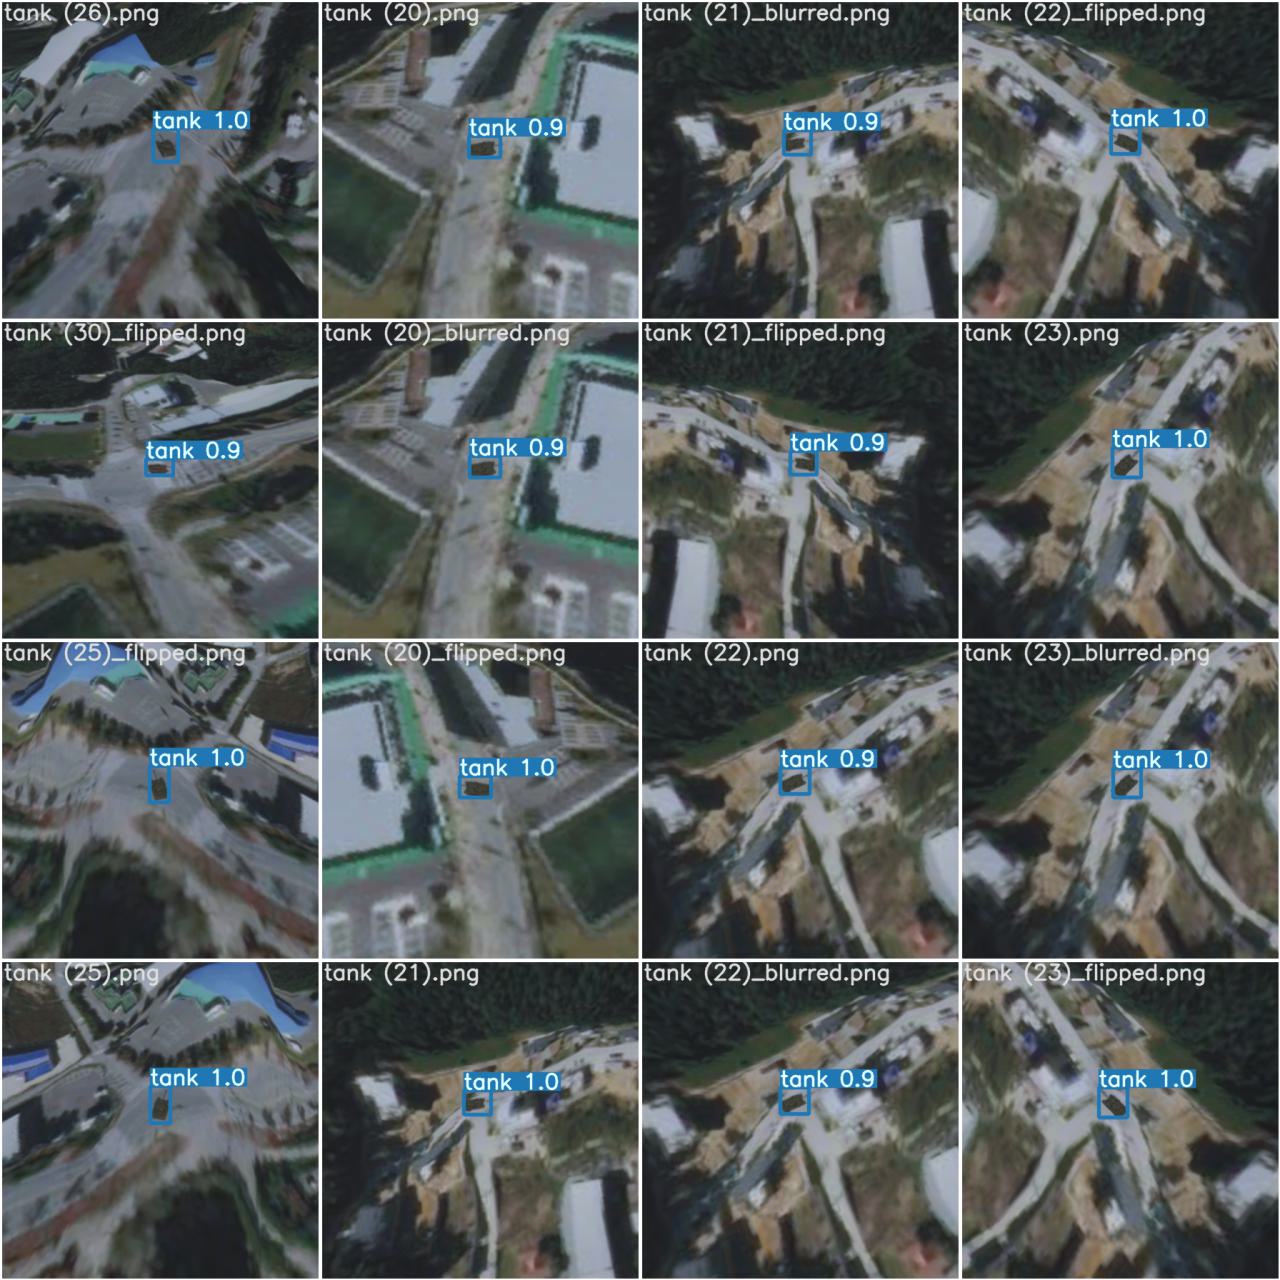 tank (26).png
tank 1.0
tank (20).png
tank 0.9
tank (21)_blurred.png
tank 0.9
tank (22)_flipped.png
tank 1.0
tank (30)_flipped.png
tank 0.9
tank (20)_blurred.png
tank 0.9
tank (21)_flipped.png
tank 0.9
tank (23).png
tank 1.0
tank (25)_flipped.png
tank 1.0
tank (20)_flipped.png
tank 1.0
tank (22).png
tank 0.9
tank (23)_blurred.png
tank 1.0
tank (25).png
tank 1.0
tank (21).png
tank 1.0
tank (22)_blurred.png
tank 0.9
tank (23)_flipped.png
tank 1.0